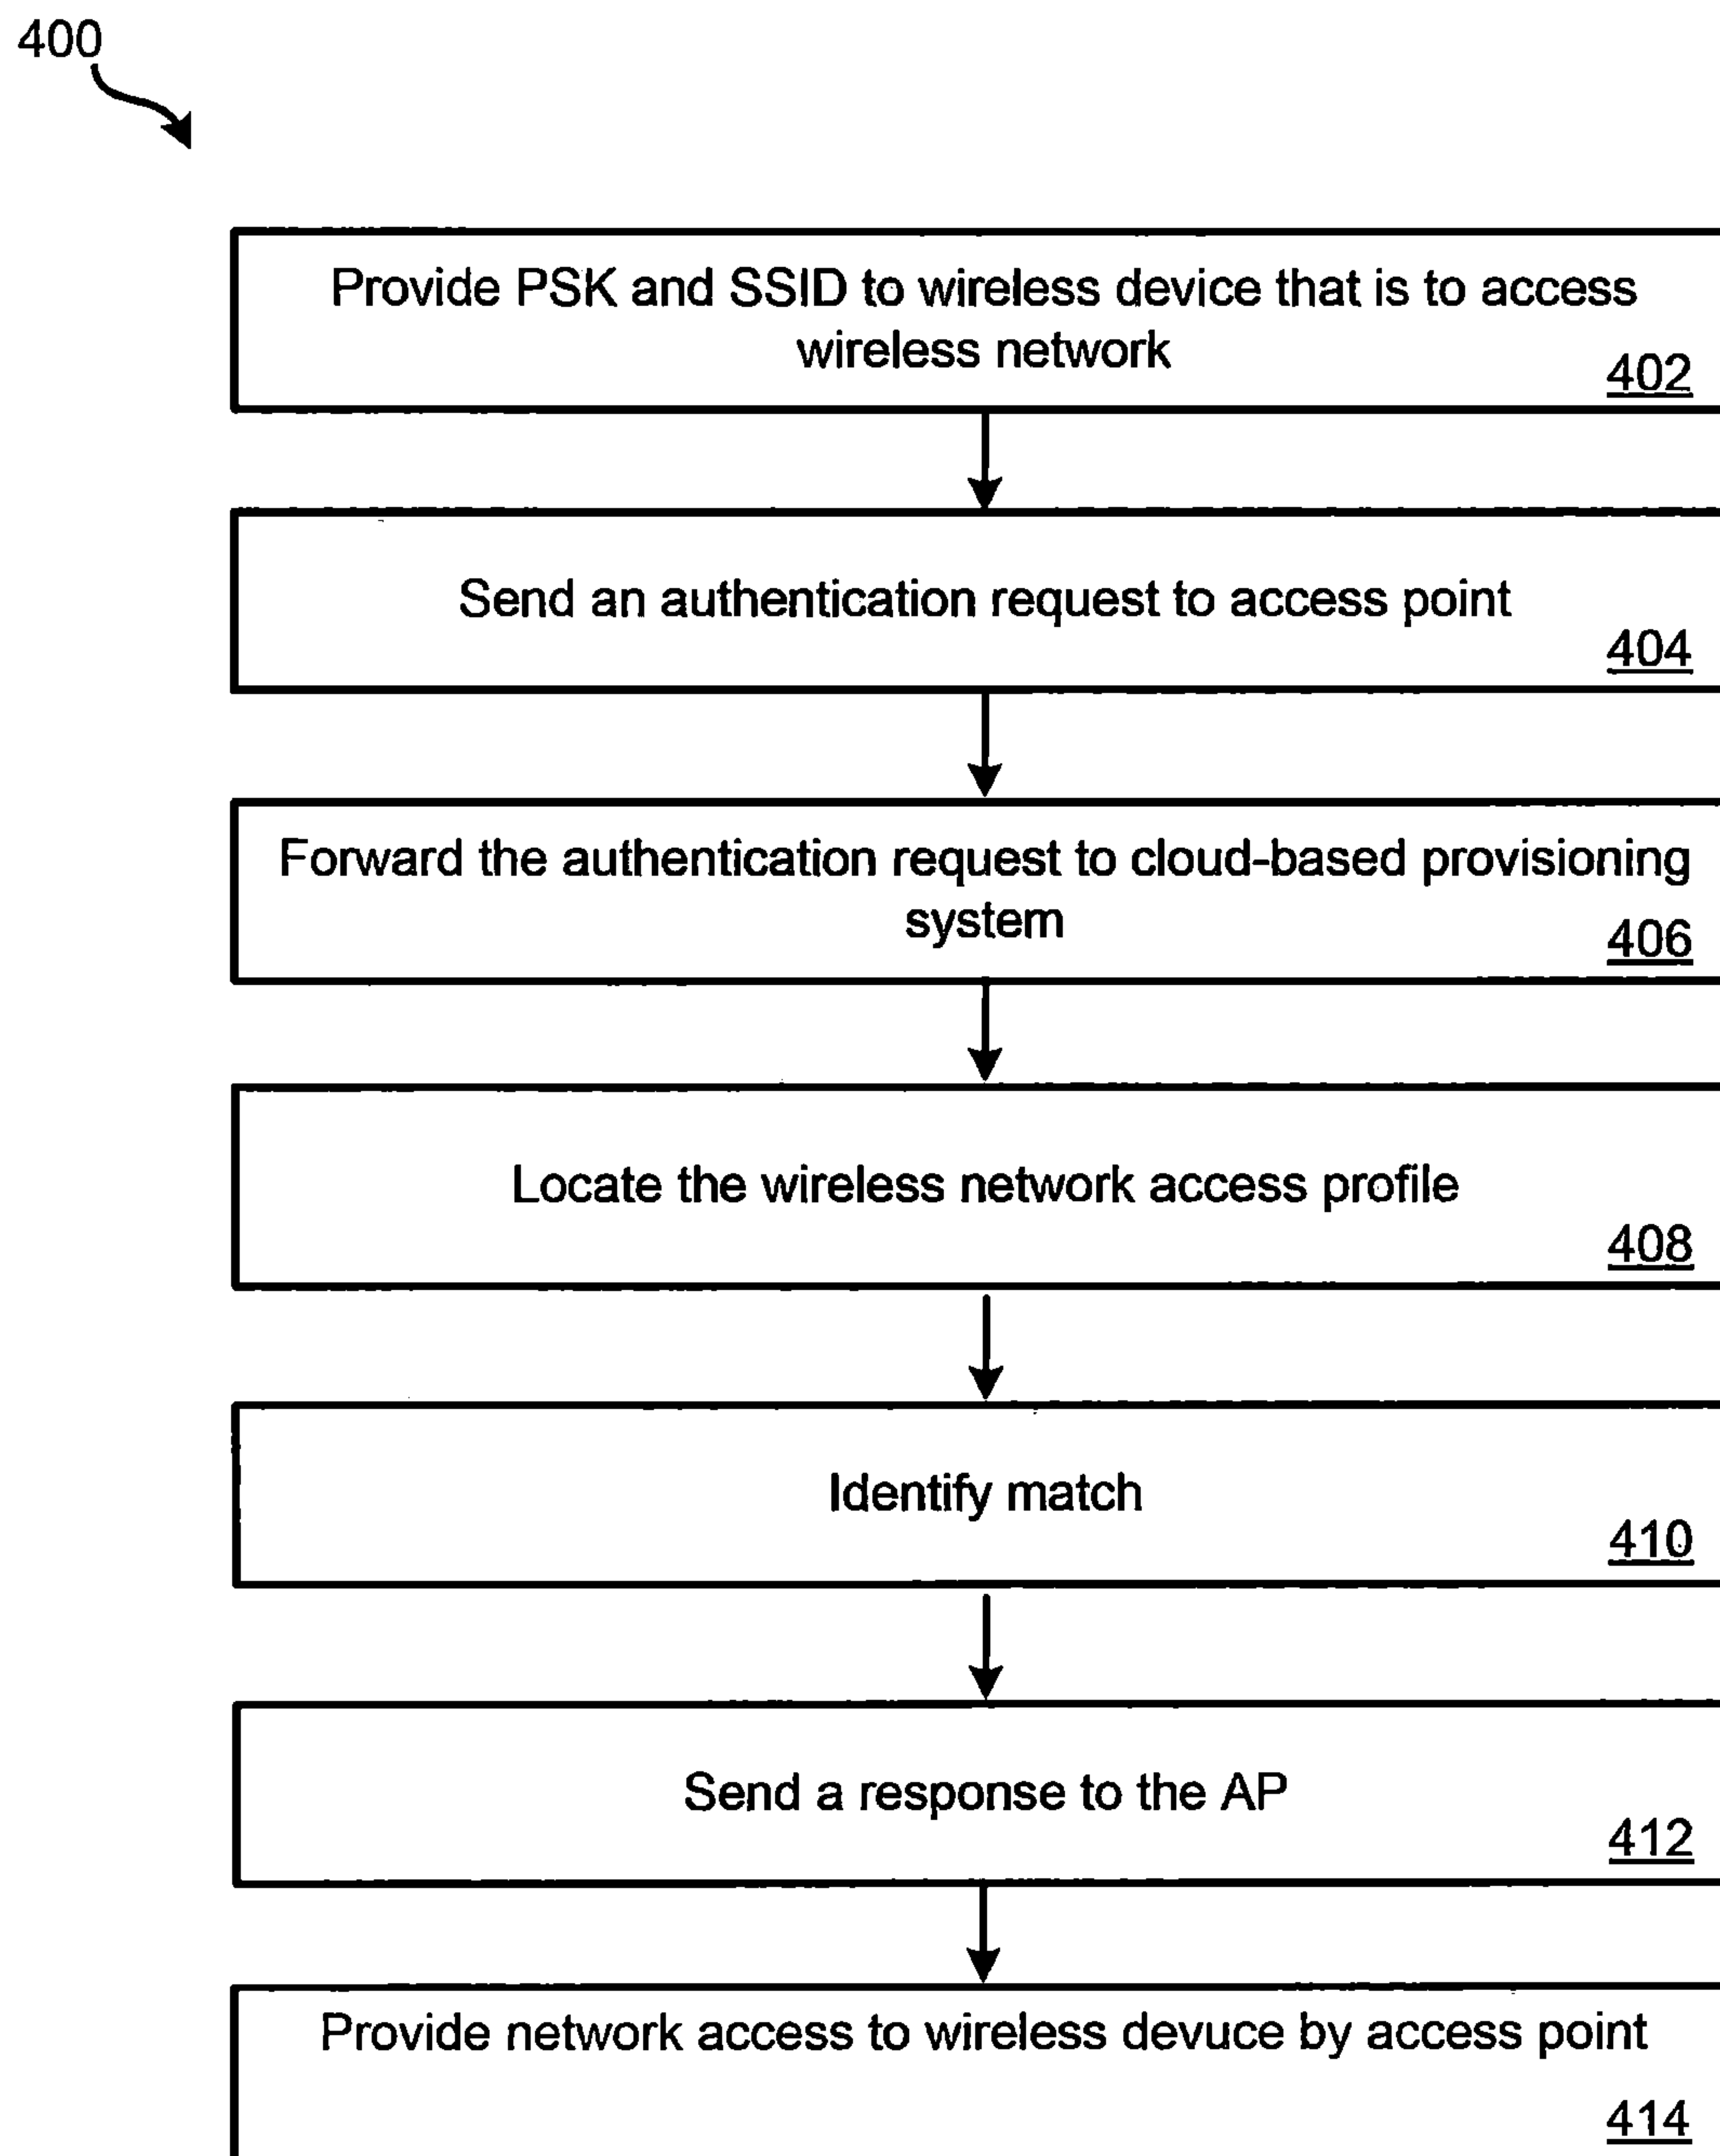 400
Provide PSK and SSID to wireless device that is to access
wireless network
402
Send an authentication request to access point
404
Forward the authentication request to cloud-based provisioning
system
406
Locate the wireless network access profile
408
Identify match
410
Send a response to the AP
412
Provide network access to wireless devuce by access point
414